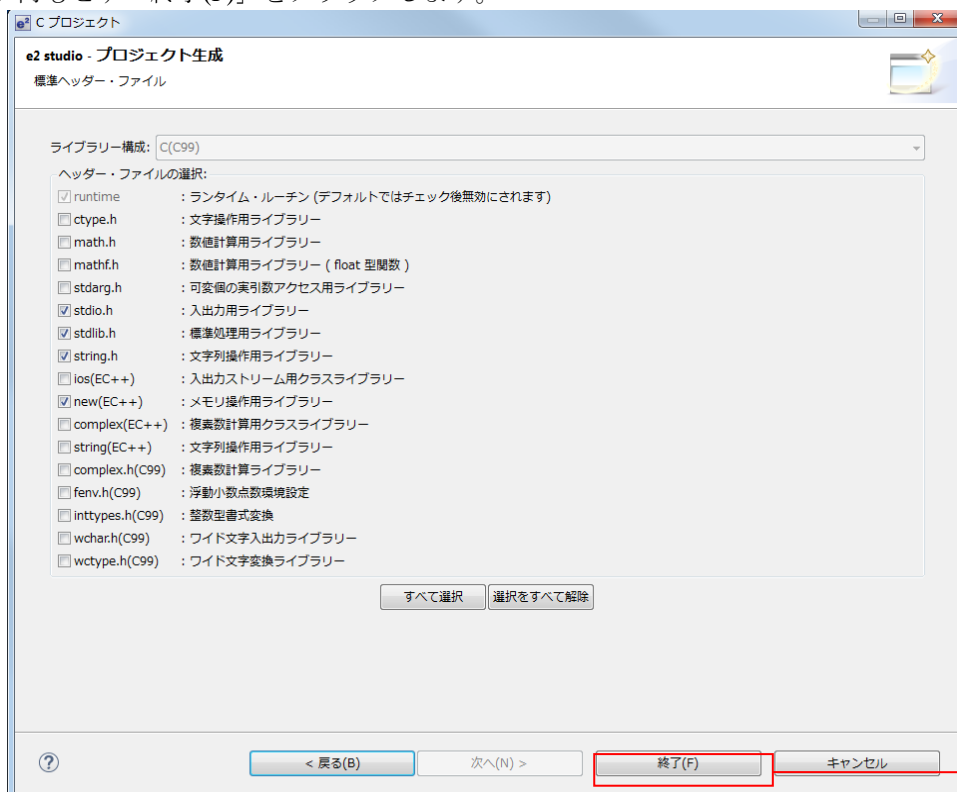 C プロジェクト
e2 studio - プロジェクト生成
標準ヘッダー・ファイル
ライブラリー構成: C(C99)
ヘッダー・ファイルの選択:
runtime : ランタイム・ルーチン (デフォルトではチェック後無効にされます)
ctype.h : 文字操作用ライブラリー
math.h : 数値計算用ライブラリー
mathf.h : 数値計算用ライブラリー ( float 型関数 )
stdarg.h : 可変個の実引数アクセス用ライブラリー
stdio.h : 入出力用ライブラリー
stdlib.h : 標準処理用ライブラリー
string.h : 文字列操作用ライブラリー
ios(EC++) : 入出力ストリーム用クラスライブラリー
new(EC++) : メモリ操作用ライブラリー
complex(EC++) : 複素数計算用クラスライブラリー
string(EC++) : 文字列操作用ライブラリー
complex.h(C99) : 複素数計算ライブラリー
fenv.h(C99) : 浮動小数点数環境設定
inttypes.h(C99) : 整数型書式変換
wchar.h(C99) : ワイド文字入出力ライブラリー
wctype.h(C99) : ワイド文字変換ライブラリー
すべて選択 選択をすべて解除
< 戻る(B) 次へ(N) > 終了(F) キャンセル